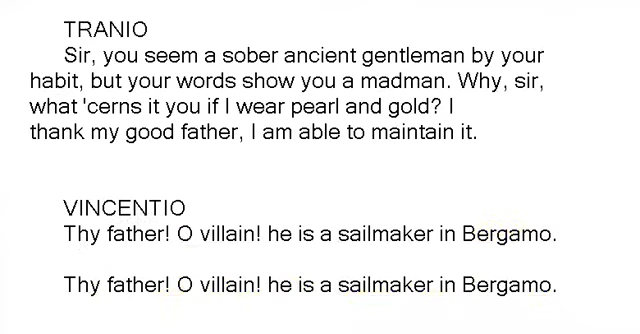 TRANIO
Sir, you seem a sober ancient gentleman by your
habit, but your words show you a madman. Why, sir,
what 'cerns it you if I wear pearl and gold? I
thank my good father, I am able to maintain it.
VINCENTIO
Thy father! O villain! he is a sailmaker in Bergamo.
Thy father! O villain! he is a sailmaker in Bergamo.